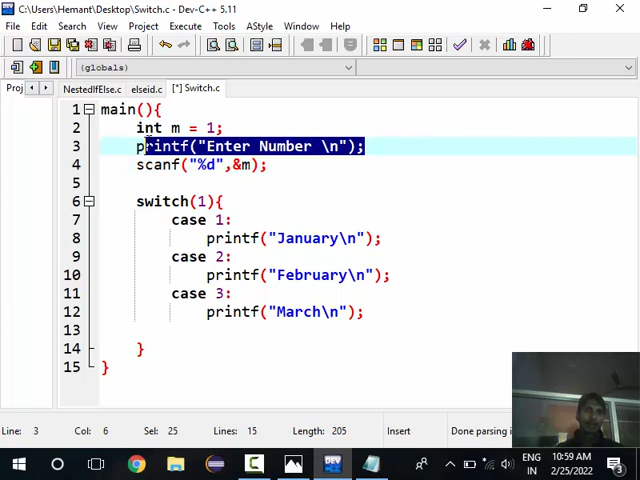 C:\Users\Hemant\Desktop\Switch.c - Dev-C++ 5.11
File Edit Search View Project Execute Tools AStyle Window Help
(globals)
Proj NestedIfElse.c elseid.c [*] Switch.c
1 main(){
2 int m = 1;
3 printf("Enter Number \n");
4 scanf("%d",&m);
5
6 switch(1){
7 case 1:
8 printf("January\n");
9 case 2:
10 printf("February\n");
11 case 3:
12 printf("March\n");
13
14 }
15 }
Line: 3 Col: 6 Sel: 25 Lines: 15 Length: 205 Insert Done parsing i
DEV ENG 10:59 AM
IN 2/25/2022 3